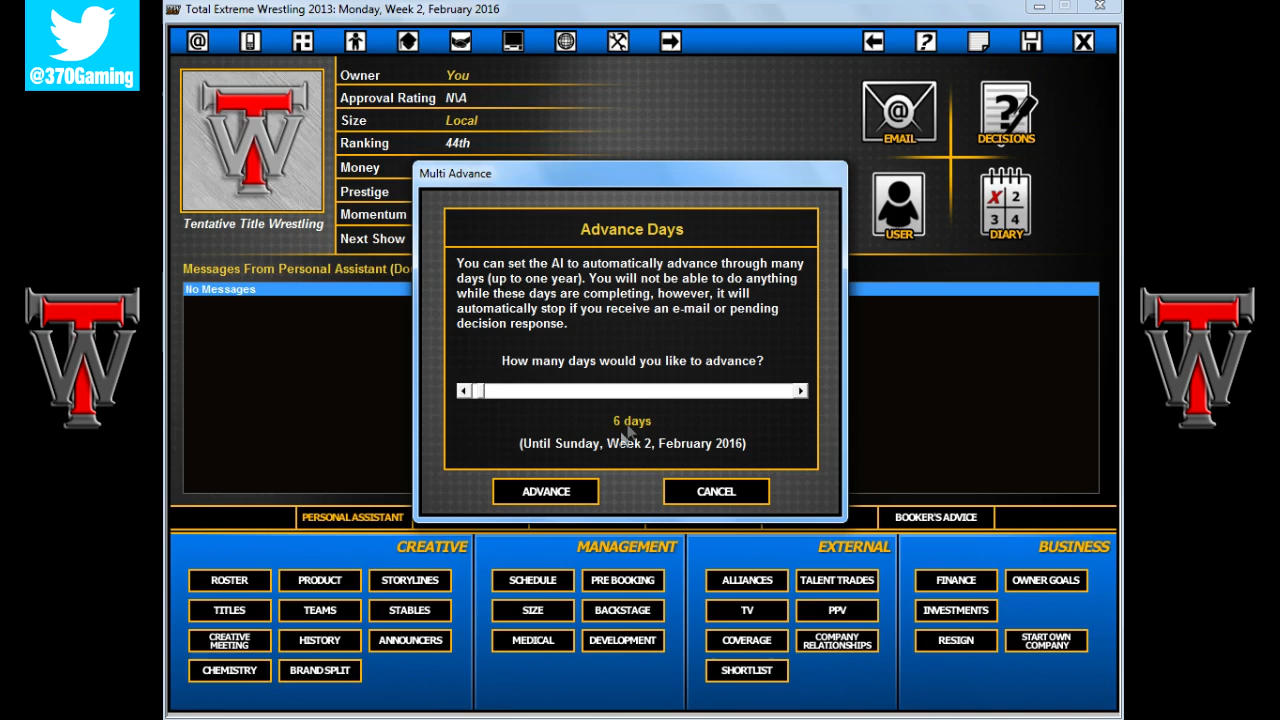 Total Extreme Wrestling 2013: Monday, Week 2, February 2016
@370Gaming
Owner You
Approval Rating N\A
Size Local
Ranking 44th
Money
Prestige
Momentum
Next Show
Tentative Title Wrestling
EMAIL
DECISIONS
USER
DIARY
Messages From Personal Assistant (Do
No Messages
Multi Advance
Advance Days
You can set the AI to automatically advance through many
days (up to one year). You will not be able to do anything
while these days are completing, however, it will
automatically stop if you receive an e-mail or pending
decision response.
How many days would you like to advance?
6 days
(Until Sunday, Week 2, February 2016)
ADVANCE
CANCEL
PERSONAL ASSISTANT
BOOKER'S ADVICE
CREATIVE
ROSTER PRODUCT STORYLINES
TITLES TEAMS STABLES
CREATIVE MEETING HISTORY ANNOUNCERS
CHEMISTRY BRAND SPLIT
MANAGEMENT
SCHEDULE PRE BOOKING
SIZE BACKSTAGE
MEDICAL DEVELOPMENT
EXTERNAL
ALLIANCES TALENT TRADES
TV PPV
COVERAGE COMPANY RELATIONSHIPS
SHORTLIST
BUSINESS
FINANCE OWNER GOALS
INVESTMENTS
RESIGN START OWN COMPANY